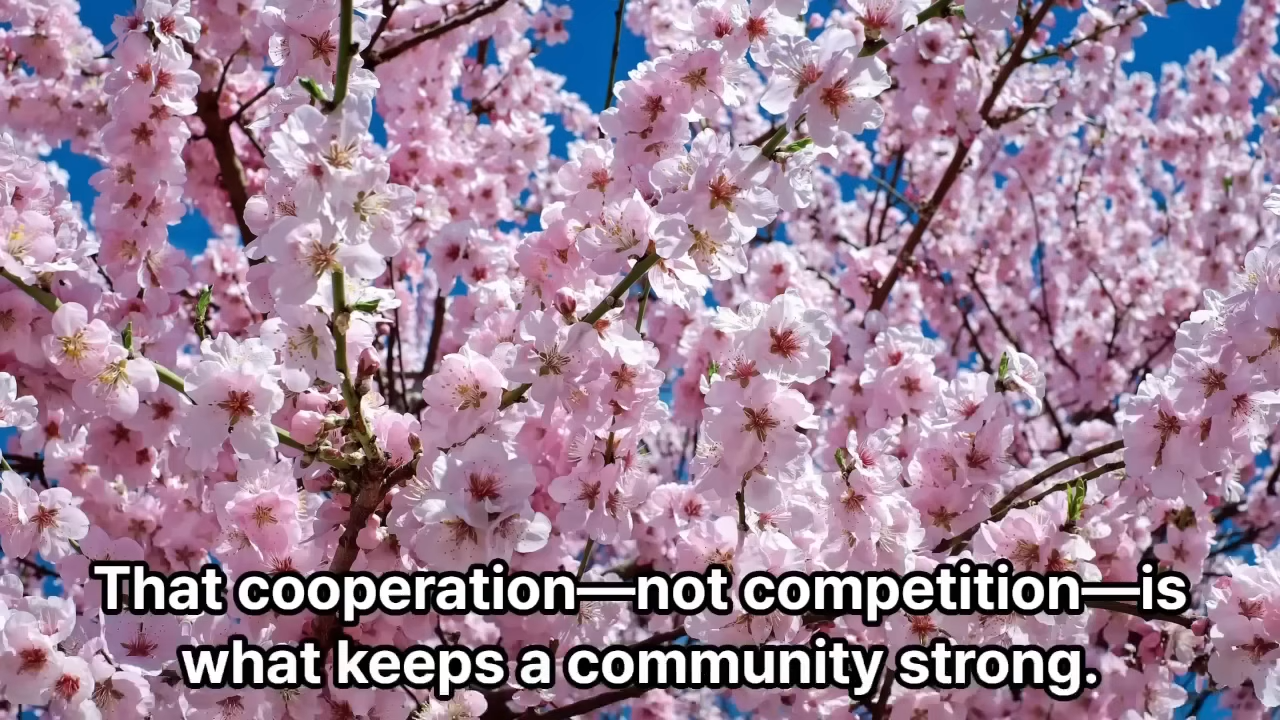 That cooperation—not competition—is
what keeps a community strong.